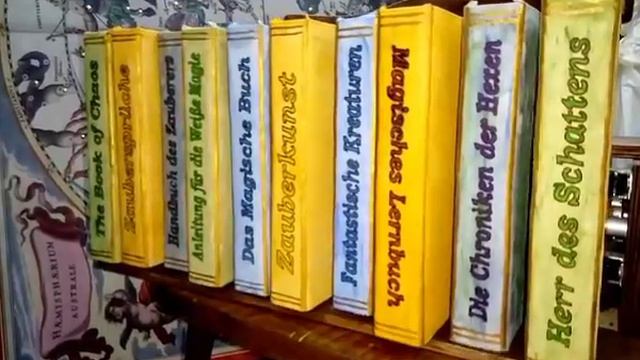 The Book of Chaos
Zaubersprüche
Handbuch des Zauberers
Anleitung für die Weiße Magie
Das Magische Buch
Zauberkunst
Fantastische Kreaturen
Magisches Lernbuch
Die Chroniken der Hexen
Herr des Schattens
HÆMISPHÆRIUM
AUSTRALE